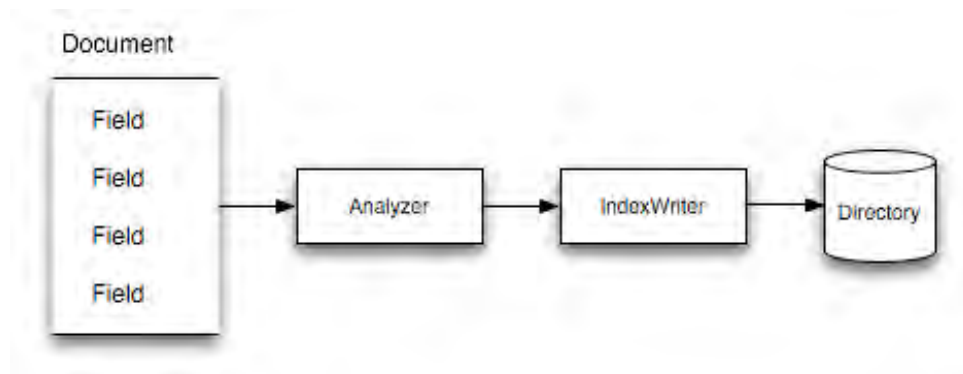 Document
Field
Field
Field
Field
Analyzer
IndexWriter
Directory